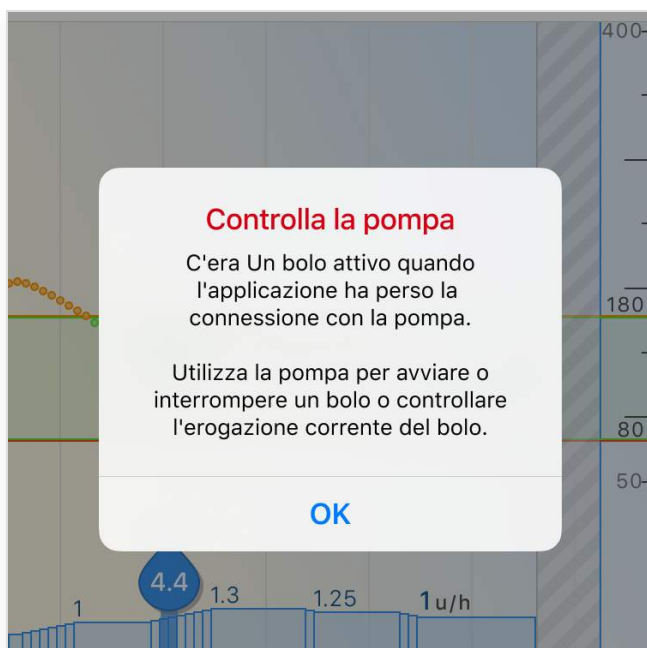 400
Controlla la pompa
C'era Un bolo attivo quando
l'applicazione ha perso la
connessione con la pompa.
180
Utilizza la pompa per avviare o
interrompere un bolo o controllare
l'erogazione corrente del bolo.
80
50
OK
4.4
1
1.3
1.25
1 u/h